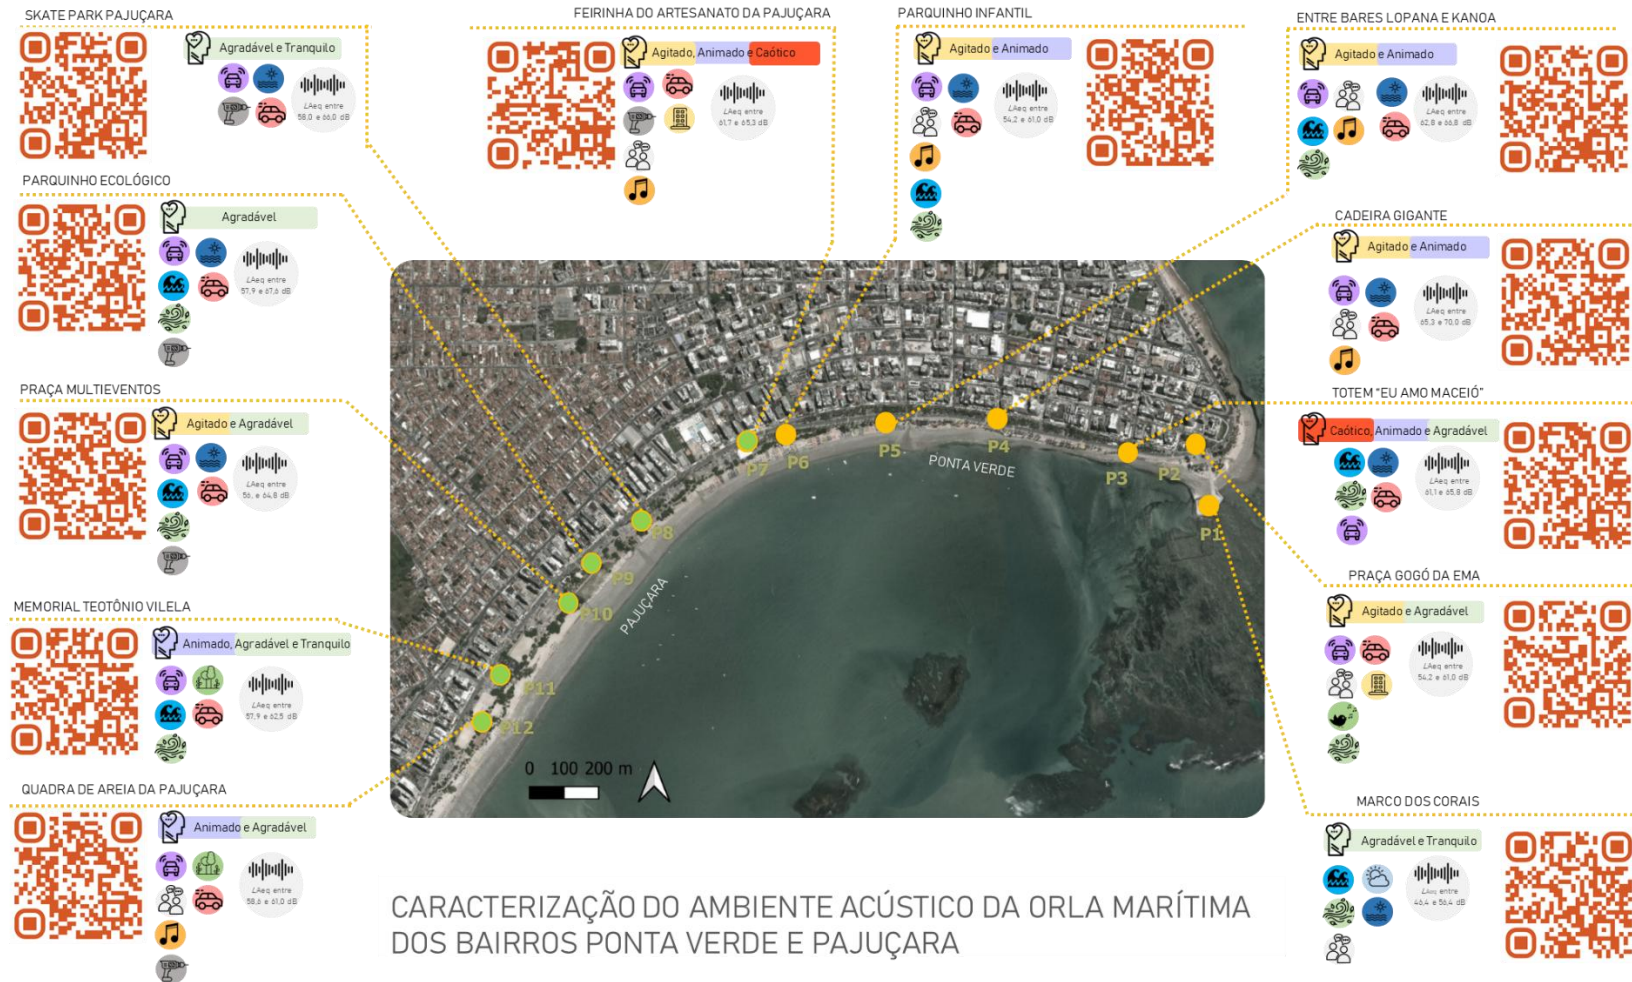 SKATE PARK PAJUÇARA
Agradável e Tranquilo
LAeq entre
58,0 e 66,0 dB
FEIRINHA DO ARTESANATO DA PAJUÇARA
Agitado, Animado e Caótico
LAeq entre
61,7 e 65,3 dB
PARQUINHO INFANTIL
Agitado e Animado
LAeq entre
54,2 e 61,0 dB
ENTRE BARES LOPANA E KANOA
Agitado e Animado
LAeq entre
62,8 e 66,8 dB
PARQUINHO ECOLÓGICO
Agradável
LAeq entre
57,9 e 67,6 dB
CADEIRA GIGANTE
Agitado e Animado
LAeq entre
65,3 e 70,0 dB
PRAÇA MULTIEVENTOS
Agitado e Agradável
LAeq entre
56, e 64,8 dB
TOTEM “EU AMO MACEIÓ”
Caótico, Animado e Agradável
LAeq entre
61,1 e 65,8 dB
MEMORIAL TEOTÔNIO VILELA
Animado, Agradável e Tranquilo
LAeq entre
57,9 e 62,5 dB
PRAÇA GOGÓ DA EMA
Agitado e Agradável
LAeq entre
54,2 e 61,0 dB
QUADRA DE AREIA DA PAJUÇARA
Animado e Agradável
LAeq entre
58,6 e 61,0 dB
MARCO DOS CORAIS
Agradável e Tranquilo
LAeq entre
46,4 e 56,4 dB
P7
P6
P5
P4
P3
P2
P1
PONTA VERDE
P8
P9
P10
PAJUÇARA
P11
P12
0 100 200 m
CARACTERIZAÇÃO DO AMBIENTE ACÚSTICO DA ORLA MARÍTIMA
DOS BAIRROS PONTA VERDE E PAJUÇARA